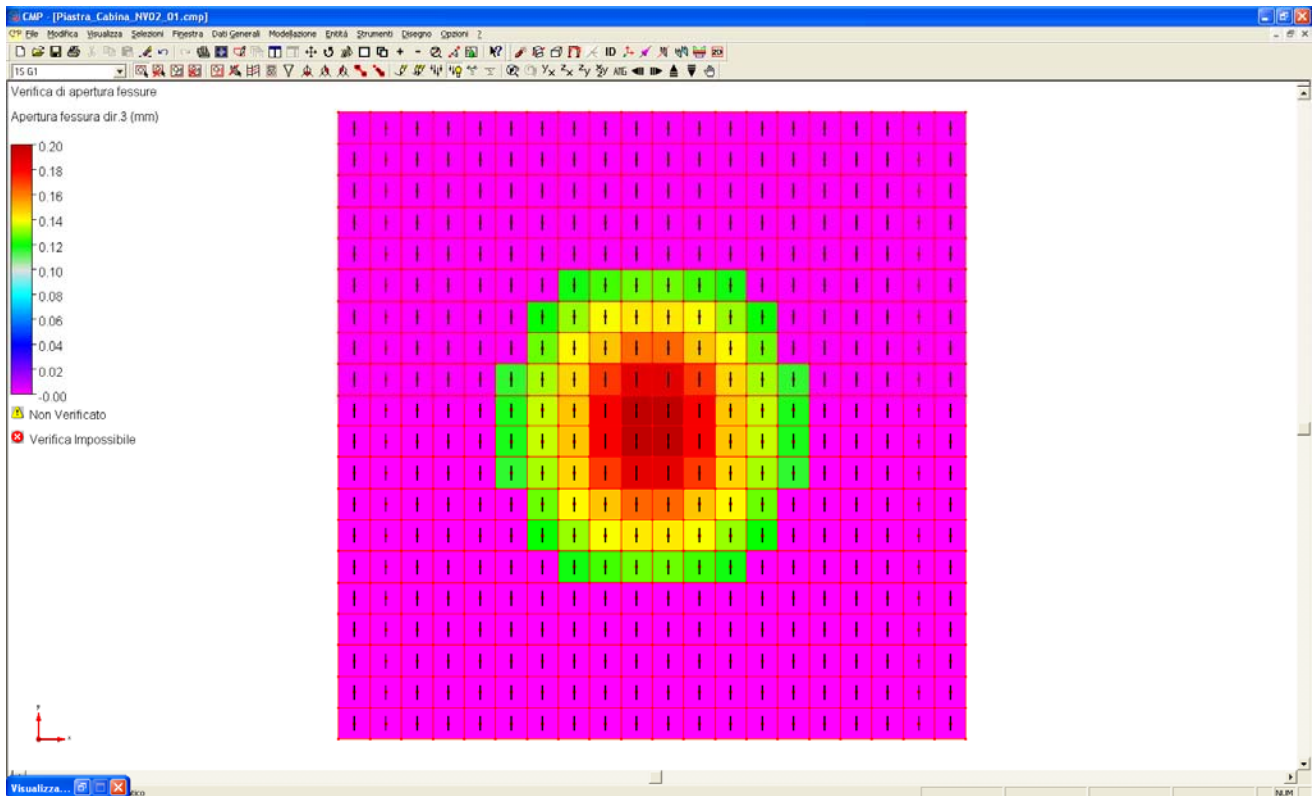 CMP - [Piastra_Cabina_NV02_01.cmp]
File Modifica Visualizza Selezioni Finestra Dati Generali Modellazione Entità Strumenti Disegno Opzioni ?
ID
15 G1
Verifica di apertura fessure
Apertura fessura dir.3 (mm)
0.20
0.18
0.16
0.14
0.12
0.10
0.08
0.06
0.04
0.02
-0.00
Non Verificato
Verifica Impossibile
y
x
Visualizza...
NUM